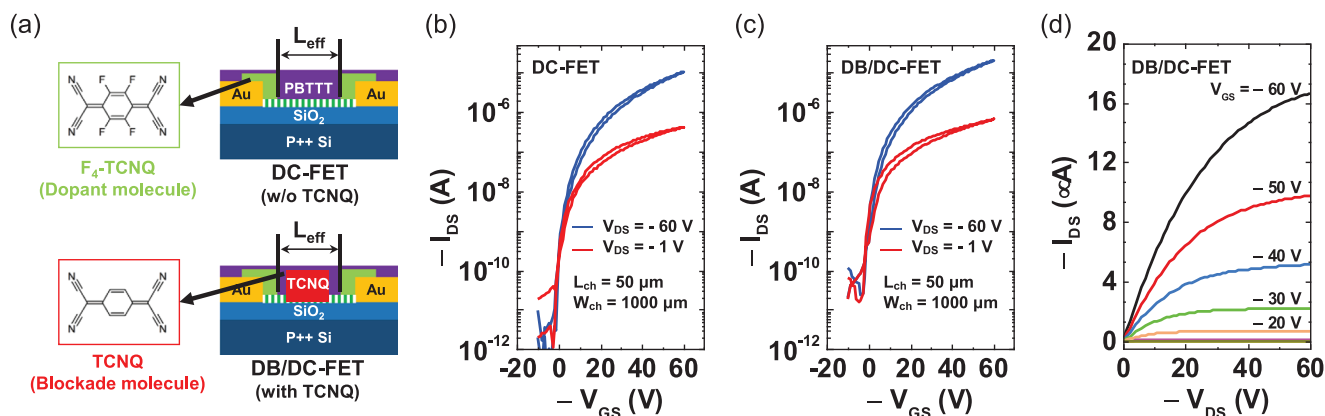 (a)
L_eff
F
F
F
F
N
N
N
N
Au
PBTTT
Au
SiO₂
P++ Si
F₄-TCNQ
(Dopant molecule)
DC-FET
(w/o TCNQ)
L_eff
N
N
N
N
Au
TCNQ
Au
SiO₂
P++ Si
TCNQ
(Blockade molecule)
DB/DC-FET
(with TCNQ)
(b)
DC-FET
10⁻⁶
10⁻⁸
10⁻¹⁰
10⁻¹²
– I_DS (A)
V_DS = - 60 V
V_DS = - 1 V
L_ch = 50 µm
W_ch = 1000 µm
-20 0 20 40 60
– V_GS (V)
(c)
DB/DC-FET
10⁻⁶
10⁻⁸
10⁻¹⁰
10⁻¹²
– I_DS (A)
V_DS = - 60 V
V_DS = - 1 V
L_ch = 50 µm
W_ch = 1000 µm
-20 0 20 40 60
– V_GS (V)
(d)
20
16
12
8
4
0
– I_DS (∝A)
DB/DC-FET
V_GS = – 60 V
– 50 V
– 40 V
– 30 V
– 20 V
0 20 40 60
– V_DS (V)